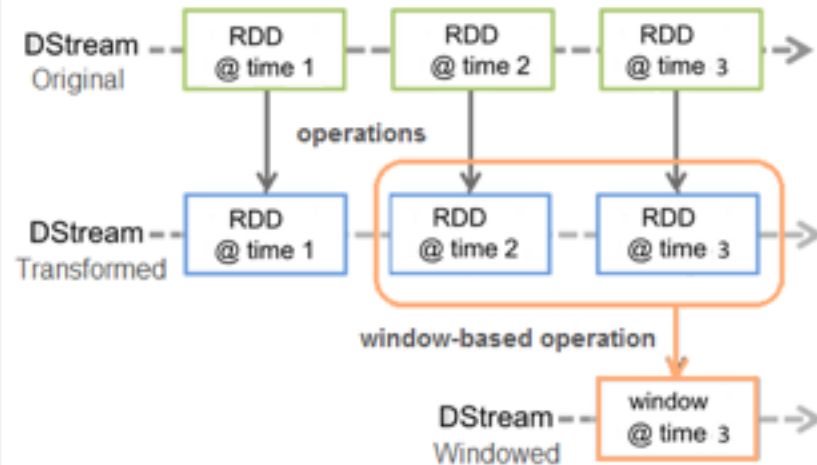 DStream
Original
RDD
@ time 1
RDD
@ time 2
RDD
@ time 3
operations
DStream
Transformed
RDD
@ time 1
RDD
@ time 2
RDD
@ time 3
window-based operation
DStream
Windowed
window
@ time 3